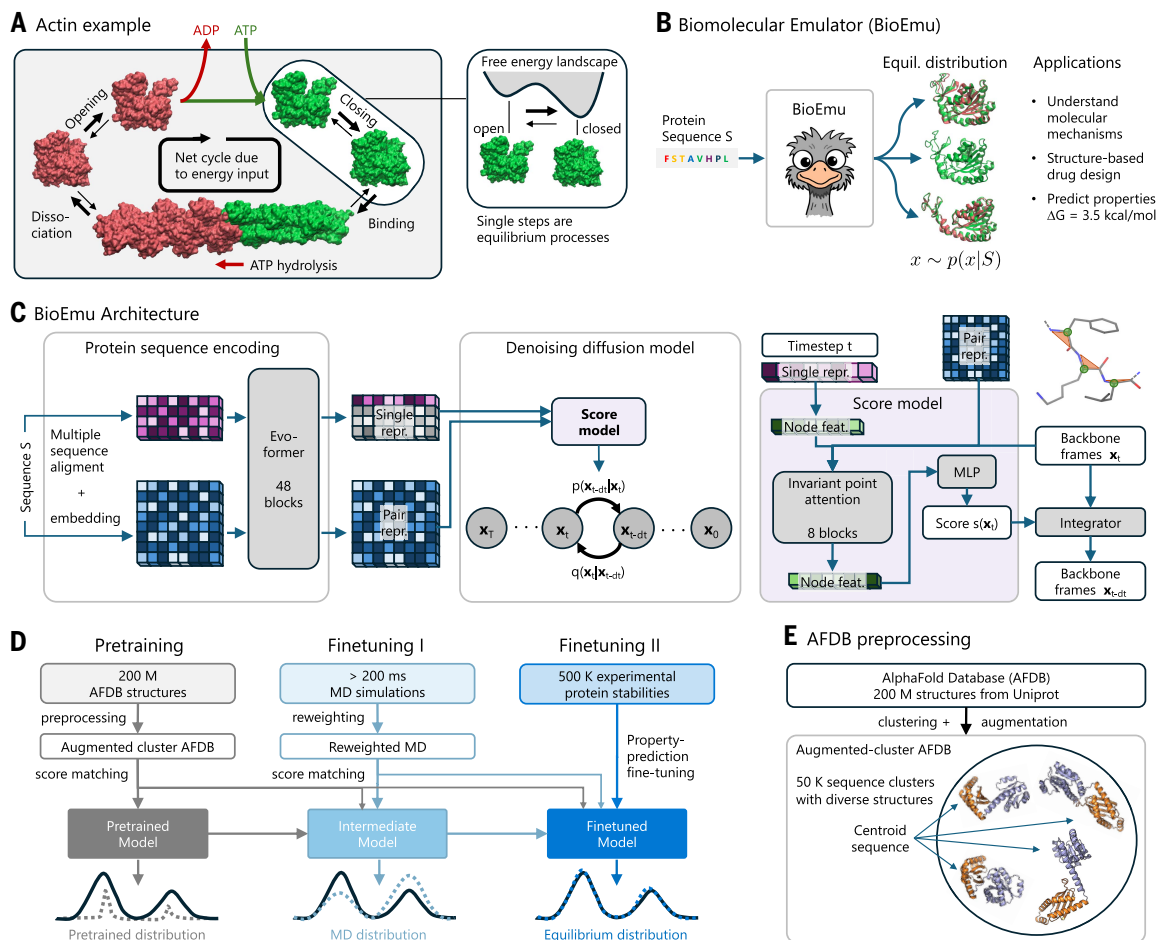 A Actin example
ADP
ATP
Opening
Closing
Net cycle due
to energy input
Disso-
ciation
Binding
ATP hydrolysis
Free energy landscape
open
closed
Single steps are
equilibrium processes
B Biomolecular Emulator (BioEmu)
Protein
Sequence S
FSTAVHPL
BioEmu
Equil. distribution
x ~ p(x|S)
Applications
• Understand
molecular
mechanisms
• Structure-based
drug design
• Predict properties
ΔG = 3.5 kcal/mol
C BioEmu Architecture
Protein sequence encoding
Sequence S
Multiple
sequence
aligment
+
embedding
Evo-
former
48
blocks
Single
repr.
Pair
repr.
Denoising diffusion model
Score
model
p(xt-dt|xt)
xT
· · ·
xt
xt-dt
· · ·
x0
q(xt|xt-dt)
Timestep t
Single repr.
Pair
repr.
Score model
Node feat.
Invariant point
attention
8 blocks
Node feat.
MLP
Score s(xt)
Backbone
frames xt
Integrator
Backbone
frames xt-dt
D Pretraining
200 M
AFDB structures
preprocessing
Augmented cluster AFDB
score matching
Pretrained
Model
Pretrained distribution
Finetuning I
> 200 ms
MD simulations
reweighting
Reweighted MD
score matching
Intermediate
Model
MD distribution
Finetuning II
500 K experimental
protein stabilities
Property-
prediction
fine-tuning
Finetuned
Model
Equilibrium distribution
E AFDB preprocessing
AlphaFold Database (AFDB)
200 M structures from Uniprot
clustering + augmentation
Augmented-cluster AFDB
50 K sequence clusters
with diverse structures
Centroid
sequence